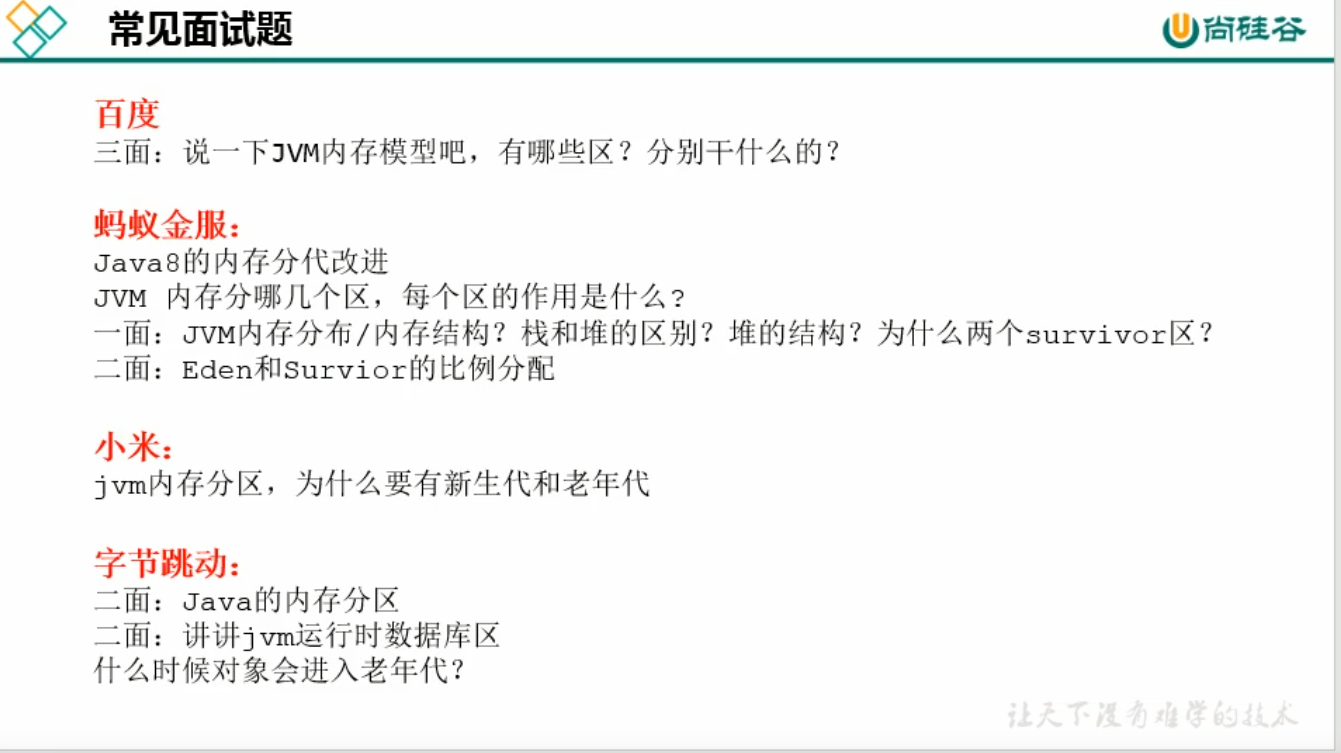 常见面试题
尚硅谷
百度
三面：说一下JVM内存模型吧，有哪些区？分别干什么的？
蚂蚁金服：
Java8的内存分代改进
JVM 内存分哪几个区，每个区的作用是什么？
一面：JVM内存分布/内存结构？栈和堆的区别？堆的结构？为什么两个survivor区？
二面：Eden和Survior的比例分配
小米：
jvm内存分区，为什么要有新生代和老年代
字节跳动：
二面：Java的内存分区
二面：讲讲jvm运行时数据库区
什么时候对象会进入老年代？
让天下没有难学的技术